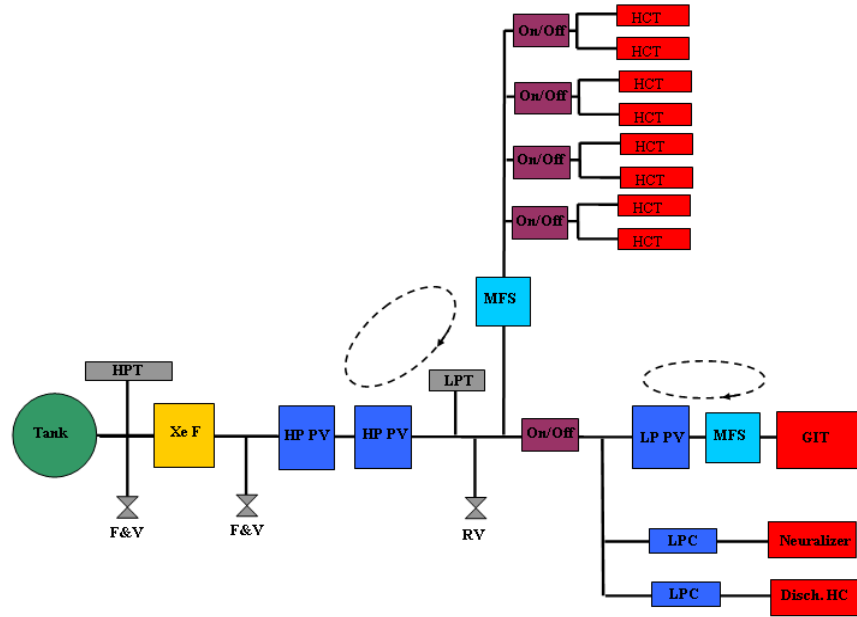 On/Off
HCT
HCT
On/Off
HCT
HCT
On/Off
HCT
HCT
On/Off
HCT
HCT
MFS
HPT
LPT
Tank
Xe F
HP PV
HP PV
On/Off
LP PV
MFS
GIT
F&V
F&V
RV
LPC
Neuralizer
LPC
Disch. HC